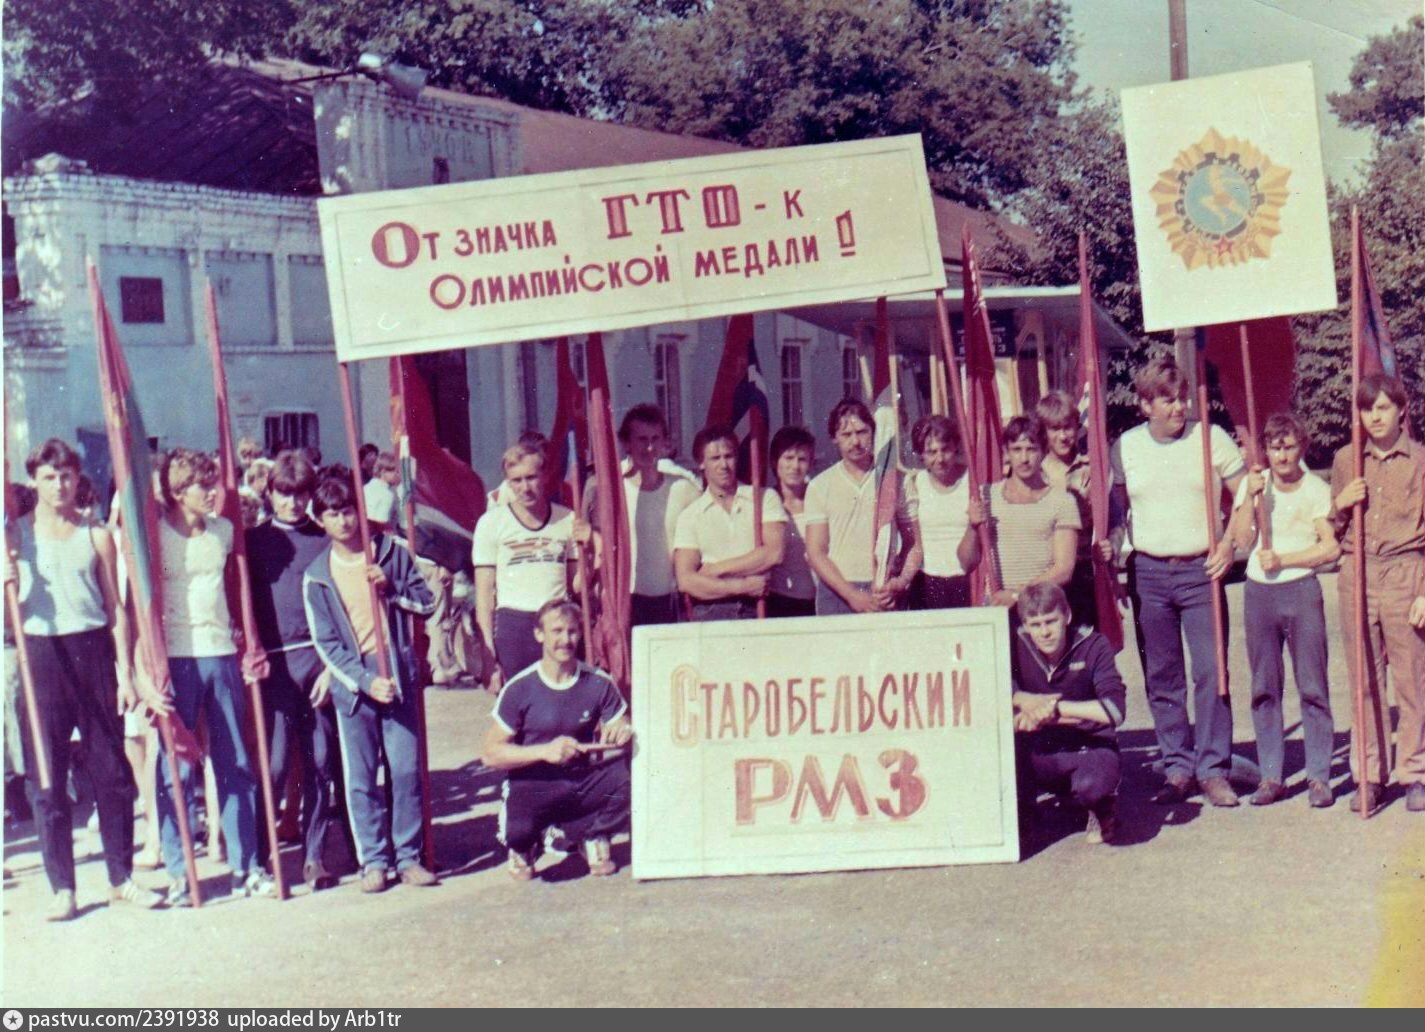 От значка ГТО - к
Олимпийской медали!
Старобельский
РМЗ
pastvu.com/2391938 uploaded by Arb1tr